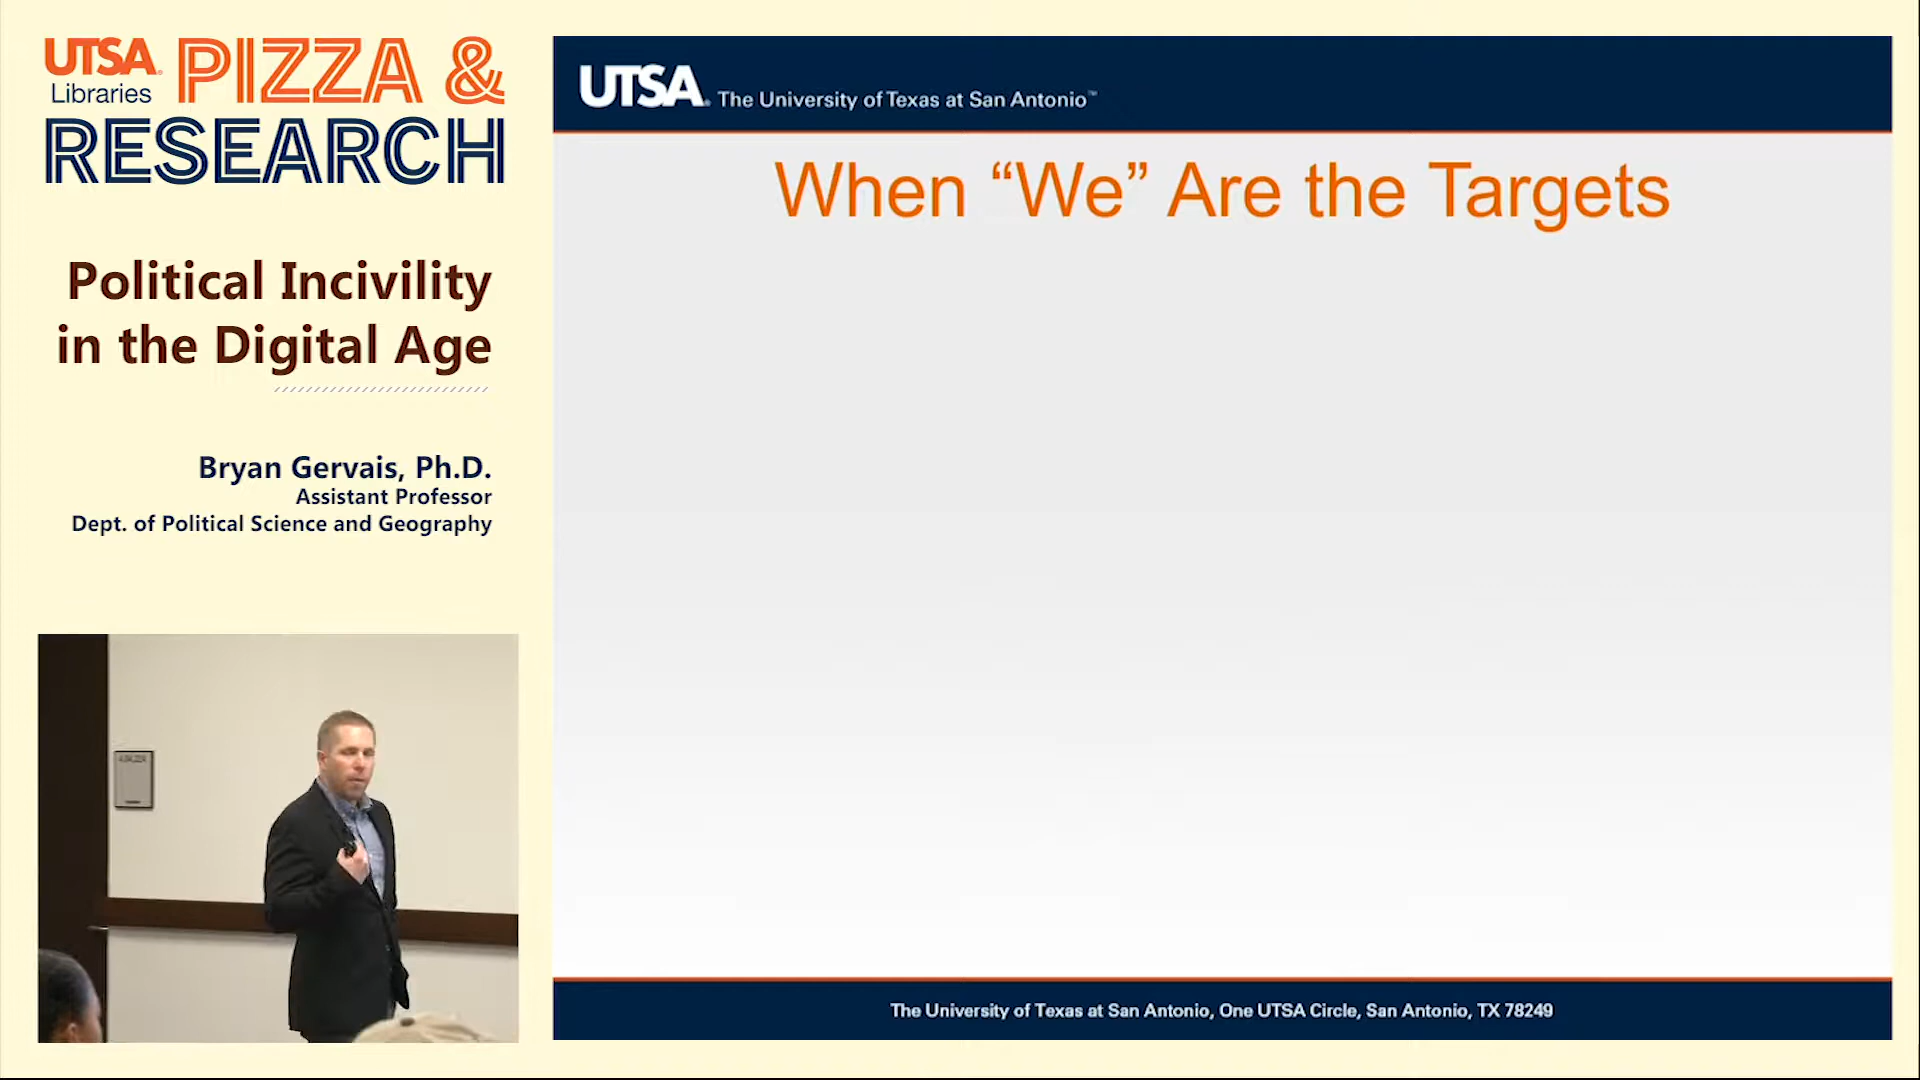 UTSA. PIZZA &
Libraries
RESEARCH
Political Incivility
in the Digital Age
Bryan Gervais, Ph.D.
Assistant Professor
Dept. of Political Science and Geography
UTSA. The University of Texas at San Antonio™
When “We” Are the Targets
The University of Texas at San Antonio, One UTSA Circle, San Antonio, TX 78249